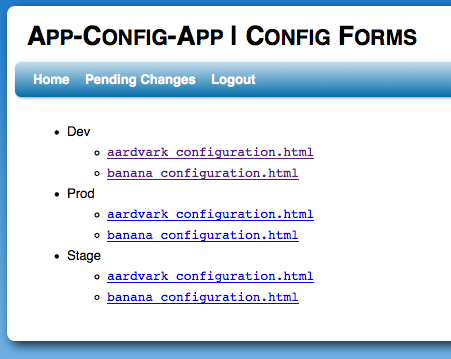 App-Config-App | Config Forms
Home Pending Changes Logout
Dev
aardvark_configuration.html
banana_configuration.html
Prod
aardvark_configuration.html
banana_configuration.html
Stage
aardvark_configuration.html
banana_configuration.html